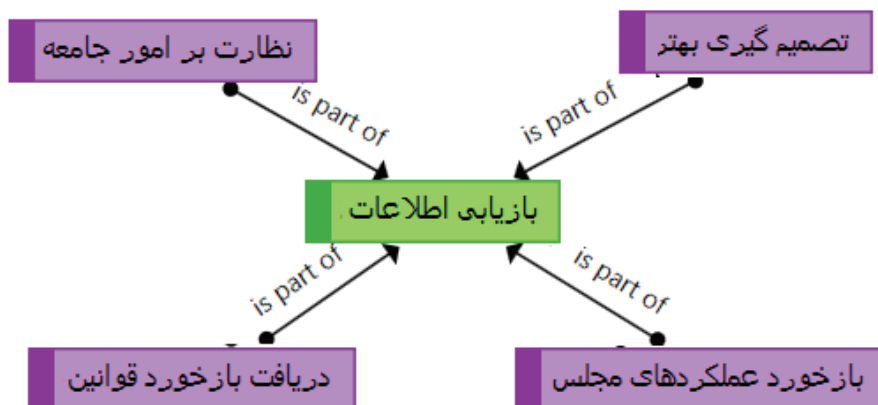 تصمیم گیری بهتر
نظارت بر امور جامعه
is part of
is part of
بازیابی اطلاعات
is part of
is part of
بازخورد عملکردهای مجلس
دریافت بازخورد قوانین